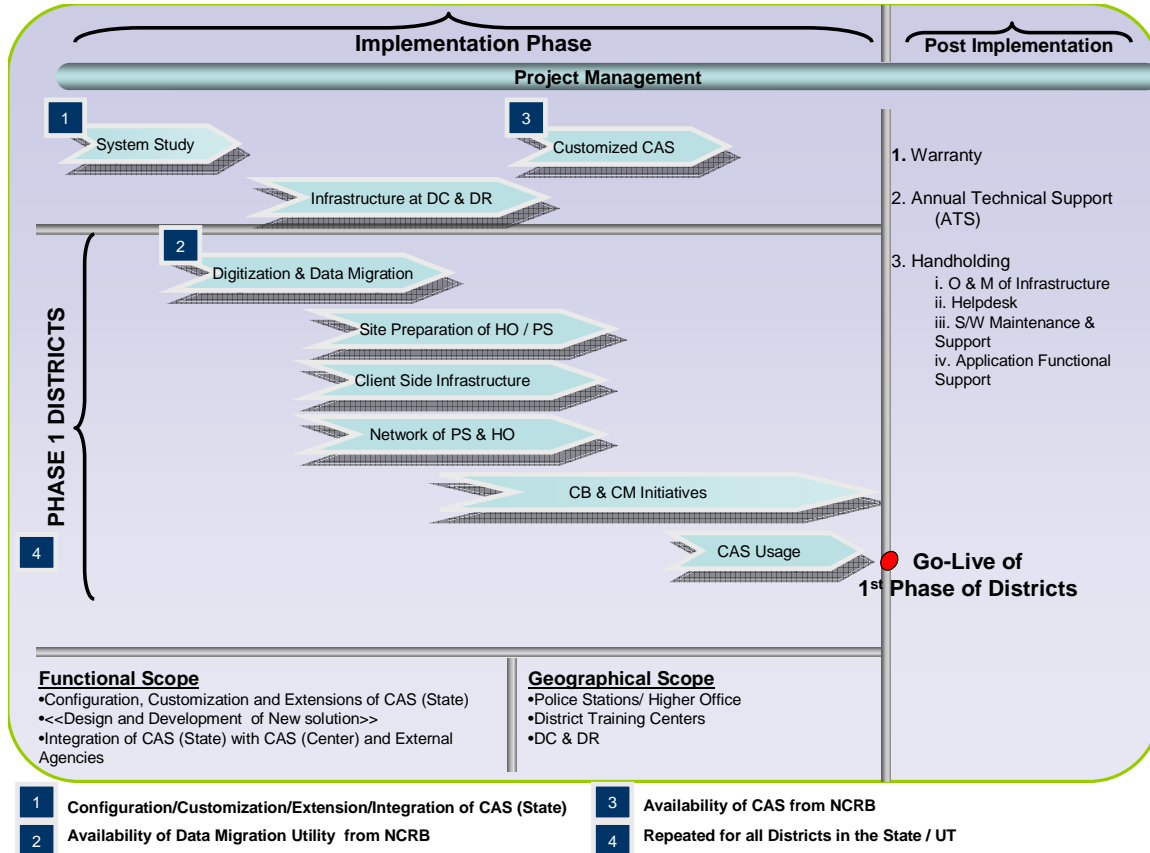 Implementation Phase
Post Implementation
Project Management
1
System Study
3
Customized CAS
Infrastructure at DC & DR
PHASE 1 DISTRICTS
2
Digitization & Data Migration
Site Preparation of HO / PS
Client Side Infrastructure
Network of PS & HO
CB & CM Initiatives
4
CAS Usage
1. Warranty
2. Annual Technical Support
(ATS)
3. Handholding
i. O & M of Infrastructure
ii. Helpdesk
iii. S/W Maintenance &
Support
iv. Application Functional
Support
Go-Live of
1st Phase of Districts
Functional Scope
•Configuration, Customization and Extensions of CAS (State)
•<<Design and Development of New solution>>
•Integration of CAS (State) with CAS (Center) and External
Agencies
Geographical Scope
•Police Stations/ Higher Office
•District Training Centers
•DC & DR
1 Configuration/Customization/Extension/Integration of CAS (State)
2 Availability of Data Migration Utility from NCRB
3 Availability of CAS from NCRB
4 Repeated for all Districts in the State / UT